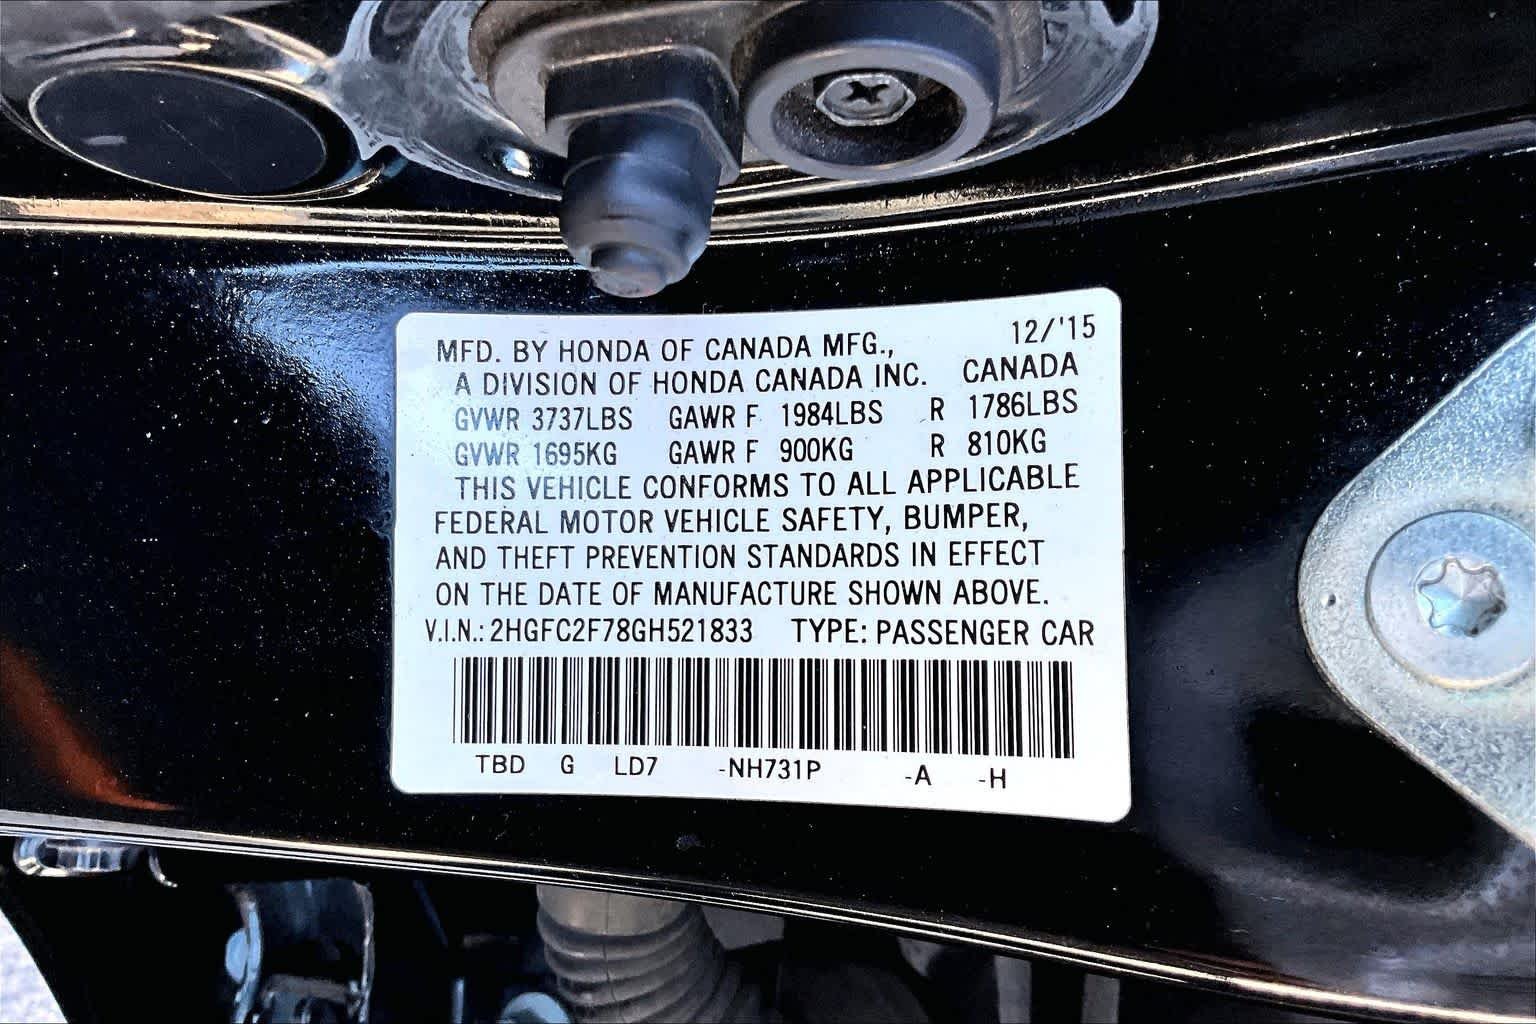 MFD. BY HONDA OF CANADA MFG., 12/'15
A DIVISION OF HONDA CANADA INC. CANADA
GVWR 3737LBS GAWR F 1984LBS R 1786LBS
GVWR 1695KG GAWR F 900KG R 810KG
THIS VEHICLE CONFORMS TO ALL APPLICABLE
FEDERAL MOTOR VEHICLE SAFETY, BUMPER,
AND THEFT PREVENTION STANDARDS IN EFFECT
ON THE DATE OF MANUFACTURE SHOWN ABOVE.
V.I.N.: 2HGFC2F78GH521833 TYPE: PASSENGER CAR
TBD G LD7 -NH731P -A -H